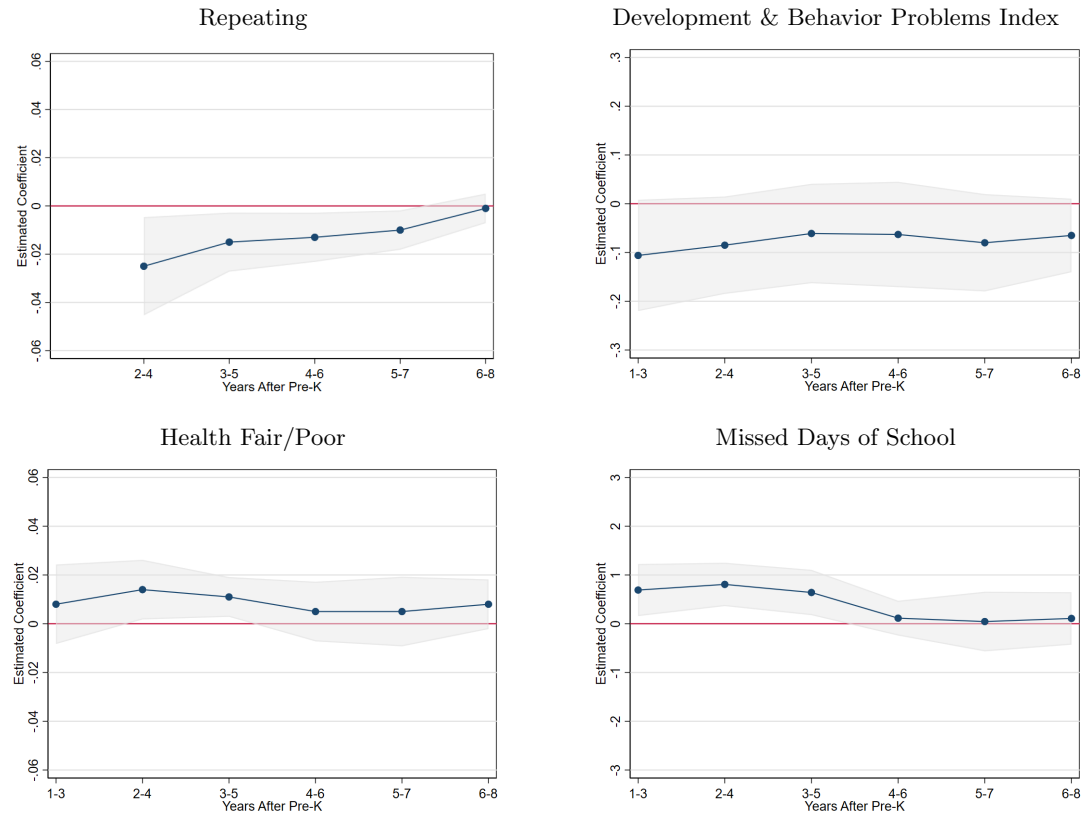 Repeating
Estimated Coefficient
.06
.04
.02
0
-.02
-.04
-.06
2-4 3-5 4-6 5-7 6-8
Years After Pre-K
Development & Behavior Problems Index
Estimated Coefficient
.3
.2
.1
0
-.1
-.2
-.3
1-3 2-4 3-5 4-6 5-7 6-8
Years After Pre-K
Health Fair/Poor
Estimated Coefficient
.06
.04
.02
0
-.02
-.04
-.06
1-3 2-4 3-5 4-6 5-7 6-8
Years After Pre-K
Missed Days of School
Estimated Coefficient
3
2
1
0
-1
-2
-3
1-3 2-4 3-5 4-6 5-7 6-8
Years After Pre-K